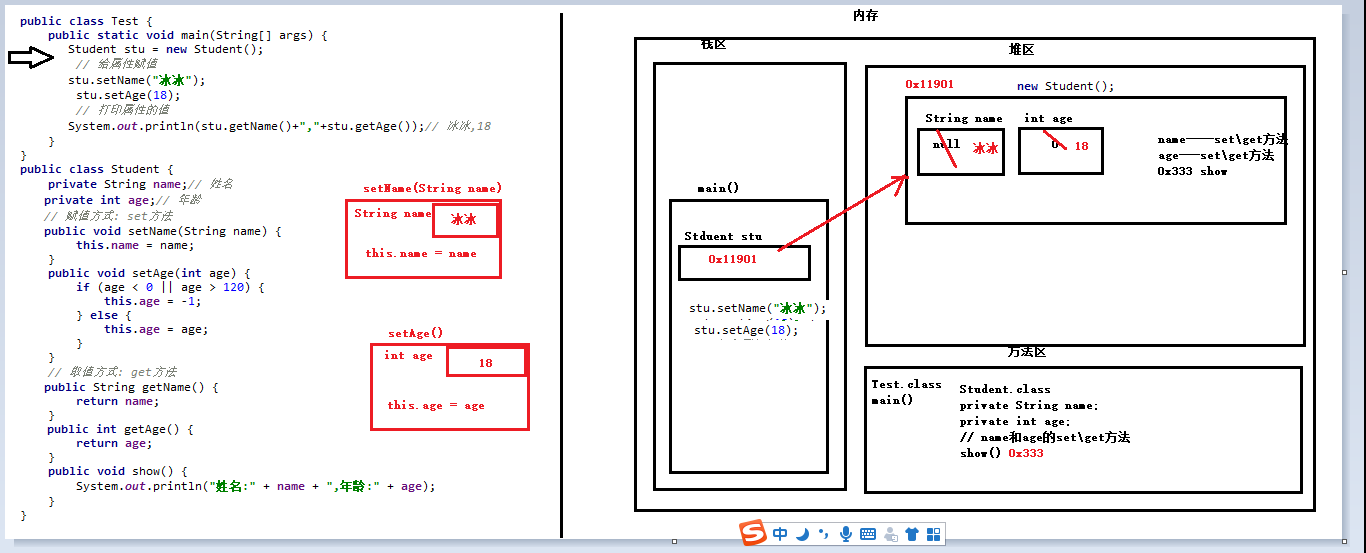 public class Test {
public static void main(String[] args) {
Student stu = new Student();
// 给属性赋值
stu.setName("冰冰");
stu.setAge(18);
// 打印属性的值
System.out.println(stu.getName()+","+stu.getAge());// 冰冰,18
}
}
public class Student {
private String name;// 姓名
private int age;// 年龄
// 赋值方式: set方法
public void setName(String name) {
this.name = name;
}
public void setAge(int age) {
if (age < 0 || age > 120) {
this.age = -1;
} else {
this.age = age;
}
}
// 取值方式: get方法
public String getName() {
return name;
}
public int getAge() {
return age;
}
public void show() {
System.out.println("姓名:" + name + ",年龄:" + age);
}
}
setName(String name)
String name
冰冰
this.name = name
setAge()
int age
18
this.age = age
内存
栈区
main()
Stduent stu
0x11901
stu.setName("冰冰");
stu.setAge(18);
堆区
0x11901
new Student();
String name
null 冰冰
int age
0 18
name——set\get方法
age——set\get方法
0x333 show
方法区
Test.class
main()
Student.class
private String name;
private int age;
// name和age的set\get方法
show() 0x333
S 中